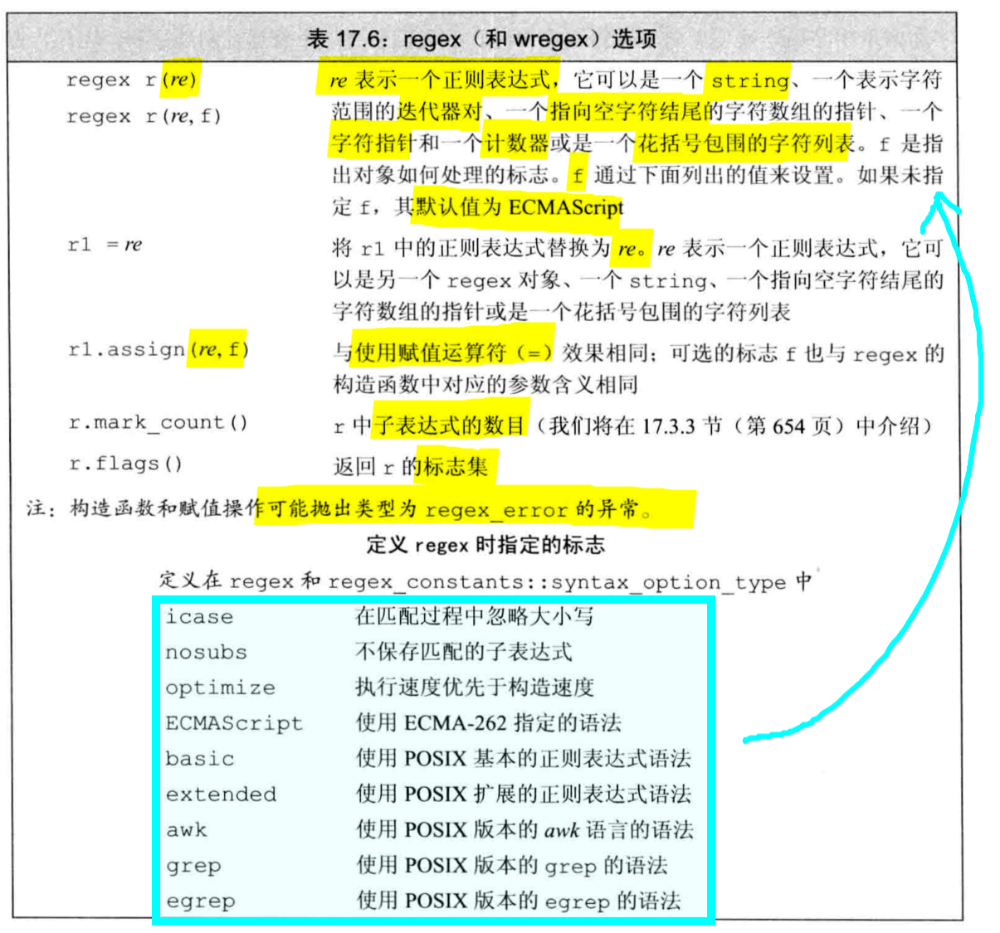 表 17.6：regex（和 wregex）选项
regex r(re)
regex r(re, f)
re 表示一个正则表达式，它可以是一个 string、一个表示字符
范围的迭代器对、一个指向空字符结尾的字符数组的指针、一个
字符指针和一个计数器或是一个花括号包围的字符列表。f 是指
出对象如何处理的标志。f 通过下面列出的值来设置。如果未指
定 f，其默认值为 ECMAScript
r1 = re
将 r1 中的正则表达式替换为 re。re 表示一个正则表达式，它可
以是另一个 regex 对象、一个 string、一个指向空字符结尾的
字符数组的指针或是一个花括号包围的字符列表
r1.assign(re, f)
与使用赋值运算符（=）效果相同；可选的标志 f 也与 regex 的
构造函数中对应的参数含义相同
r.mark_count()
r 中子表达式的数目（我们将在 17.3.3 节（第 654 页）中介绍）
r.flags()
返回 r 的标志集
注：构造函数和赋值操作可能抛出类型为 regex_error 的异常。
定义 regex 时指定的标志
定义在 regex 和 regex_constants::syntax_option_type 中
icase 在匹配过程中忽略大小写
nosubs 不保存匹配的子表达式
optimize 执行速度优先于构造速度
ECMAScript 使用 ECMA-262 指定的语法
basic 使用 POSIX 基本的正则表达式语法
extended 使用 POSIX 扩展的正则表达式语法
awk 使用 POSIX 版本的 awk 语言的语法
grep 使用 POSIX 版本的 grep 的语法
egrep 使用 POSIX 版本的 egrep 的语法